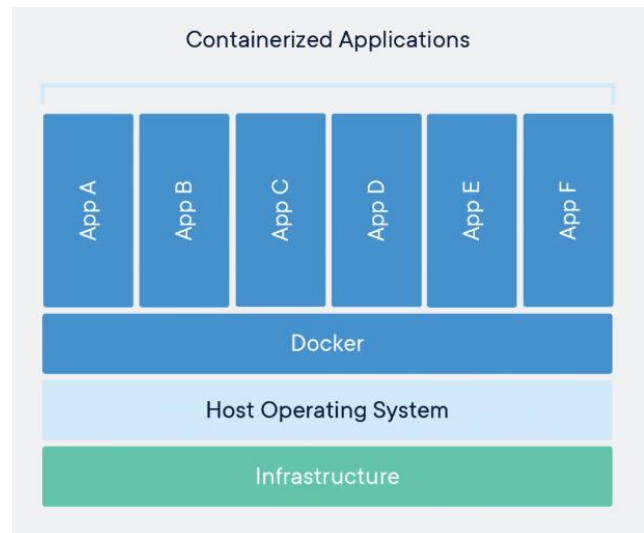 Containerized Applications
App A
App B
App C
App D
App E
App F
Docker
Host Operating System
Infrastructure